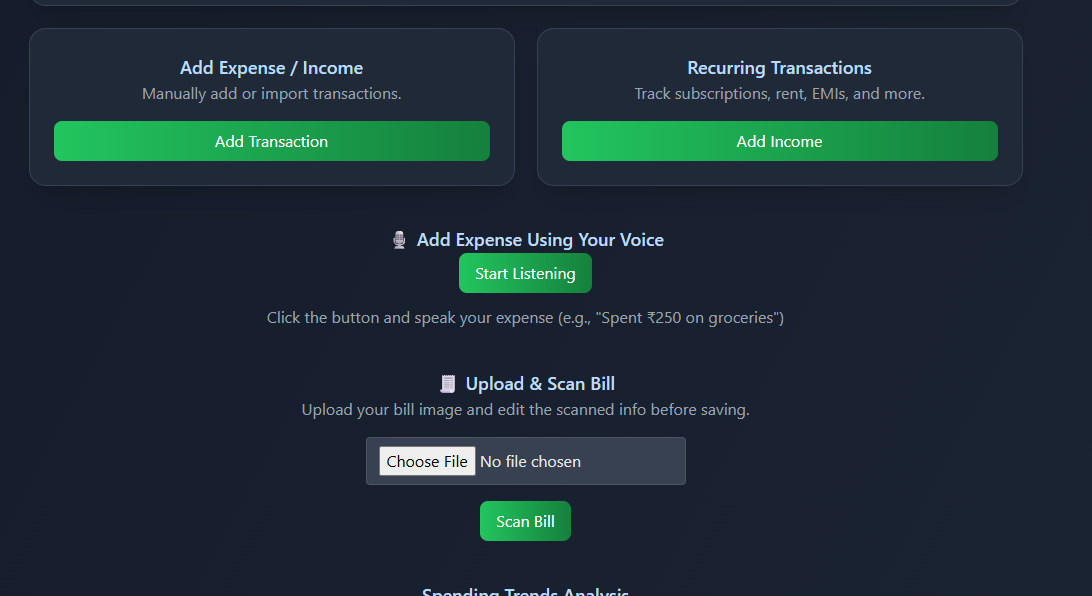 Add Expense / Income
Manually add or import transactions.
Add Transaction
Recurring Transactions
Track subscriptions, rent, EMIs, and more.
Add Income
Add Expense Using Your Voice
Start Listening
Click the button and speak your expense (e.g., "Spent ₹250 on groceries")
Upload & Scan Bill
Upload your bill image and edit the scanned info before saving.
Choose File No file chosen
Scan Bill
Spending Trends Analysis